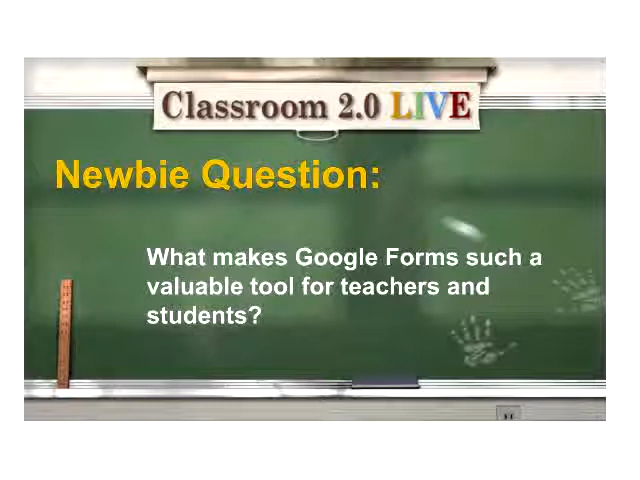 Classroom 2.0 LIVE
Newbie Question:
What makes Google Forms such a
valuable tool for teachers and
students?